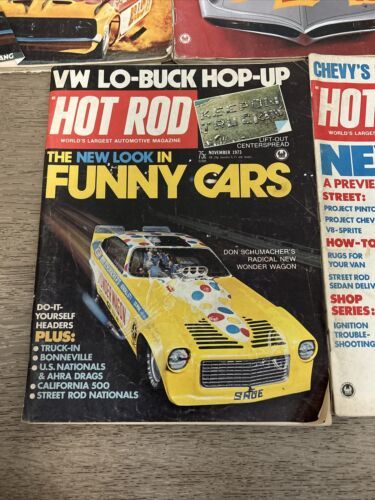 ANG
VW LO-BUCK HOP-UP
HOT ROD
WORLD'S LARGEST AUTOMOTIVE MAGAZINE
KEEP ON
TRUCKIN'
LIFT-OUT
CENTERSPREAD
75¢ NOVEMBER 1973
THE NEW LOOK IN
FUNNY CARS
DON SCHUMACHER'S
RADICAL NEW
WONDER WAGON
WONDER WAGON
SHOE
DO-IT-
YOURSELF
HEADERS
PLUS:
• TRUCK-IN
• BONNEVILLE
• U.S. NATIONALS
& AHRA DRAGS
• CALIFORNIA 500
• STREET ROD NATIONALS
CHEVY'S
HOT
WORLD'S LARGEST
NE
A PREVIE
STREET:
PROJECT PINTO
PROJECT CHEV
V8-SPRITE
HOW-TO
RUGS FOR
YOUR VAN
STREET ROD
SEDAN DELIV
SHOP
SERIES:
IGNITION
TROUBLE-
SHOOTING